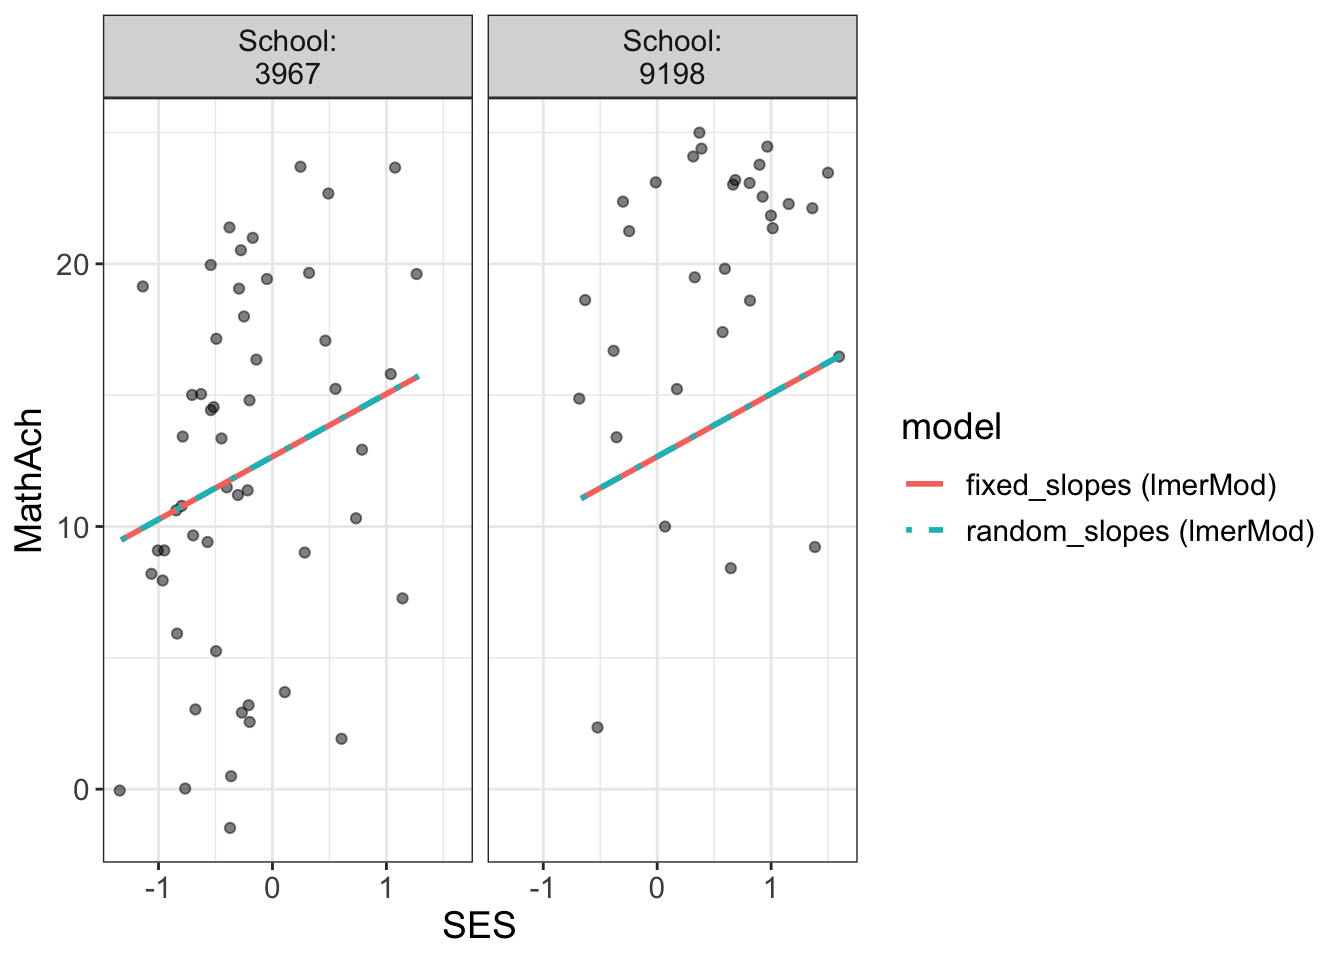 School:
3967
School:
9198
MathAch
20
10
0
-1
0
1
-1
0
1
SES
model
fixed_slopes (lmerMod)
random_slopes (lmerMod)